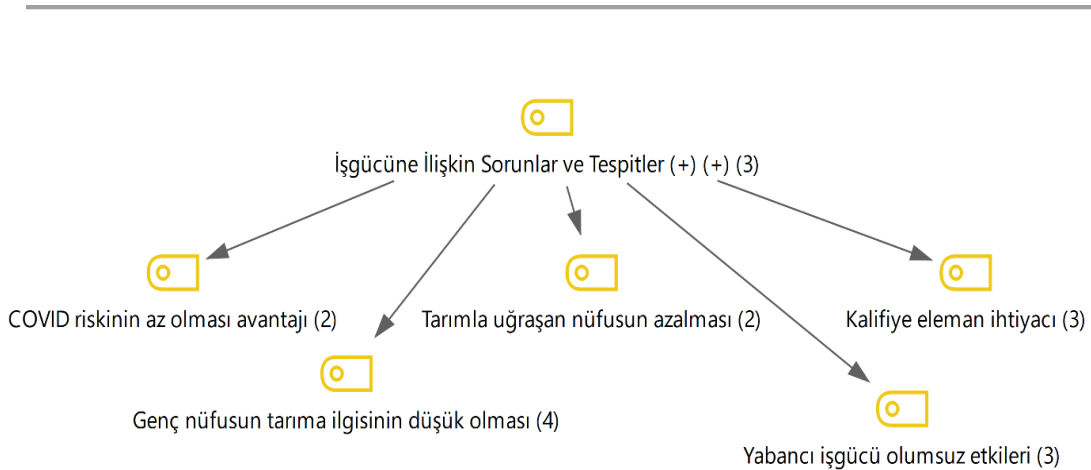 İşgücüne İlişkin Sorunlar ve Tespitler (+) (+) (3)
COVID riskinin az olması avantajı (2)
Tarımla uğraşan nüfusun azalması (2)
Kalifiye eleman ihtiyacı (3)
Genç nüfusun tarıma ilgisinin düşük olması (4)
Yabancı işgücü olumsuz etkileri (3)